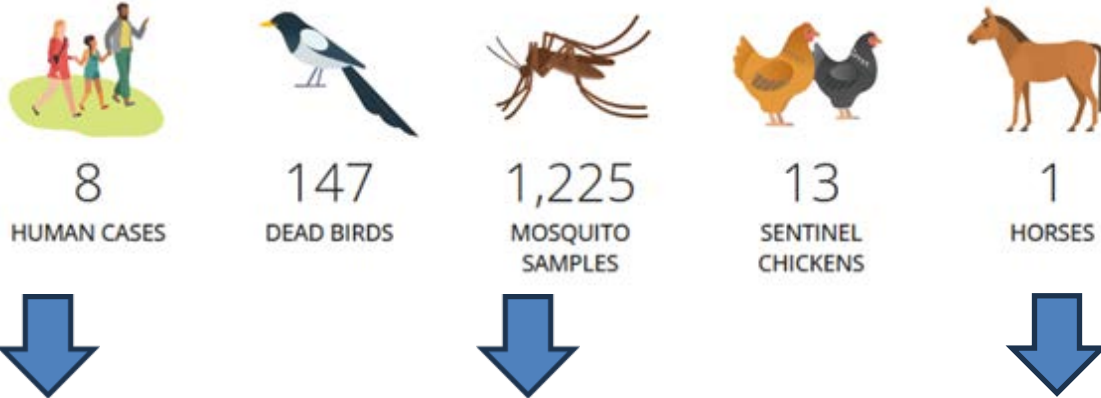 8
HUMAN CASES
147
DEAD BIRDS
1,225
MOSQUITO
SAMPLES
13
SENTINEL
CHICKENS
1
HORSES